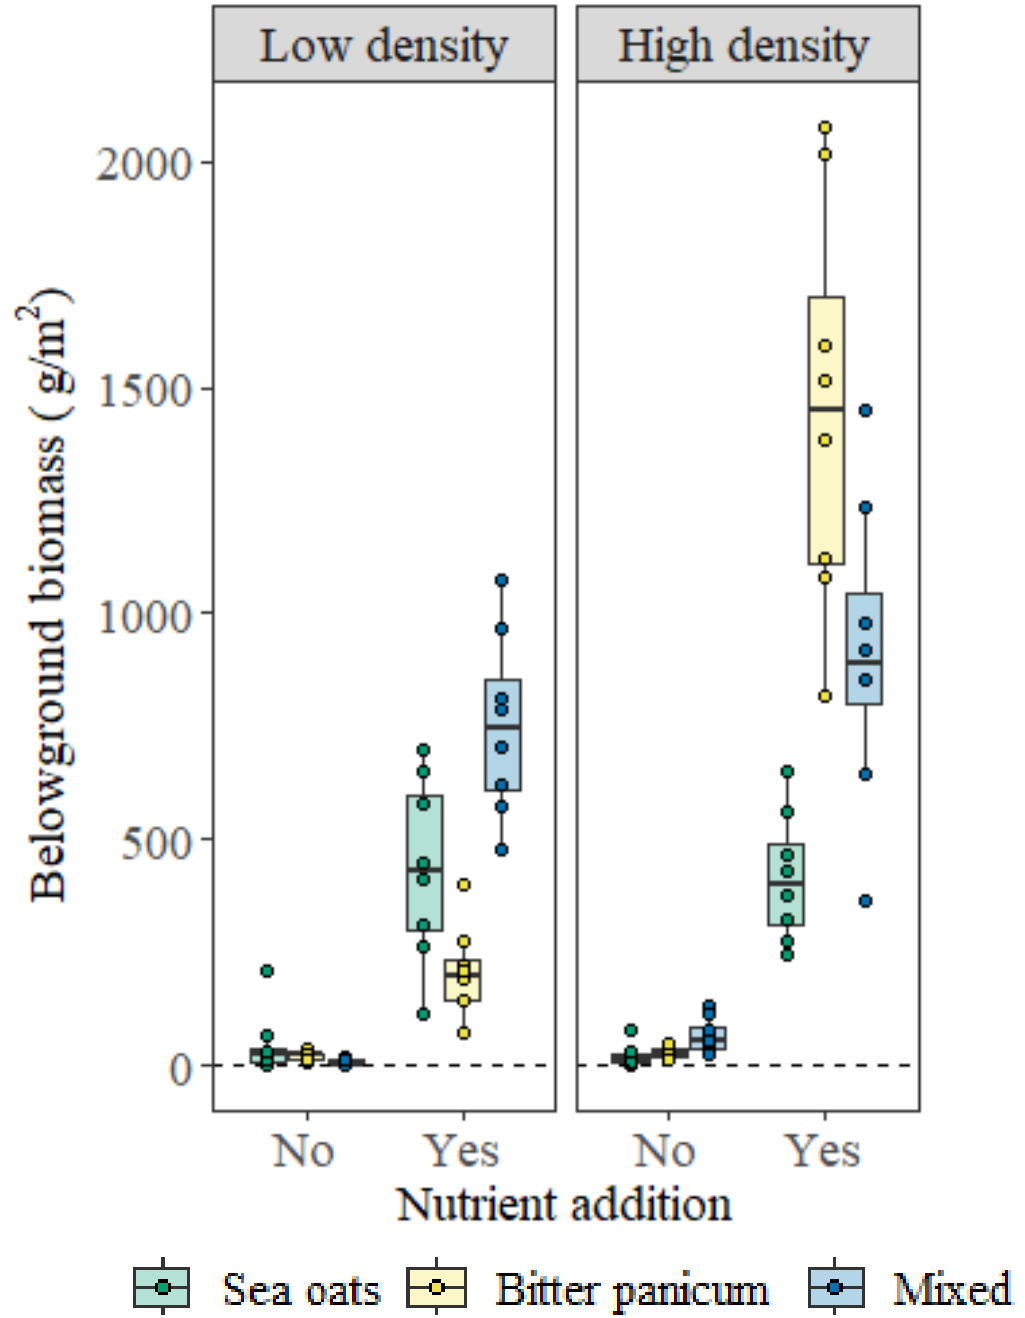 Low density
High density
2000
1500
1000
500
0
Belowground biomass ( g/m²)
No
Yes
No
Yes
Nutrient addition
Sea oats
Bitter panicum
Mixed